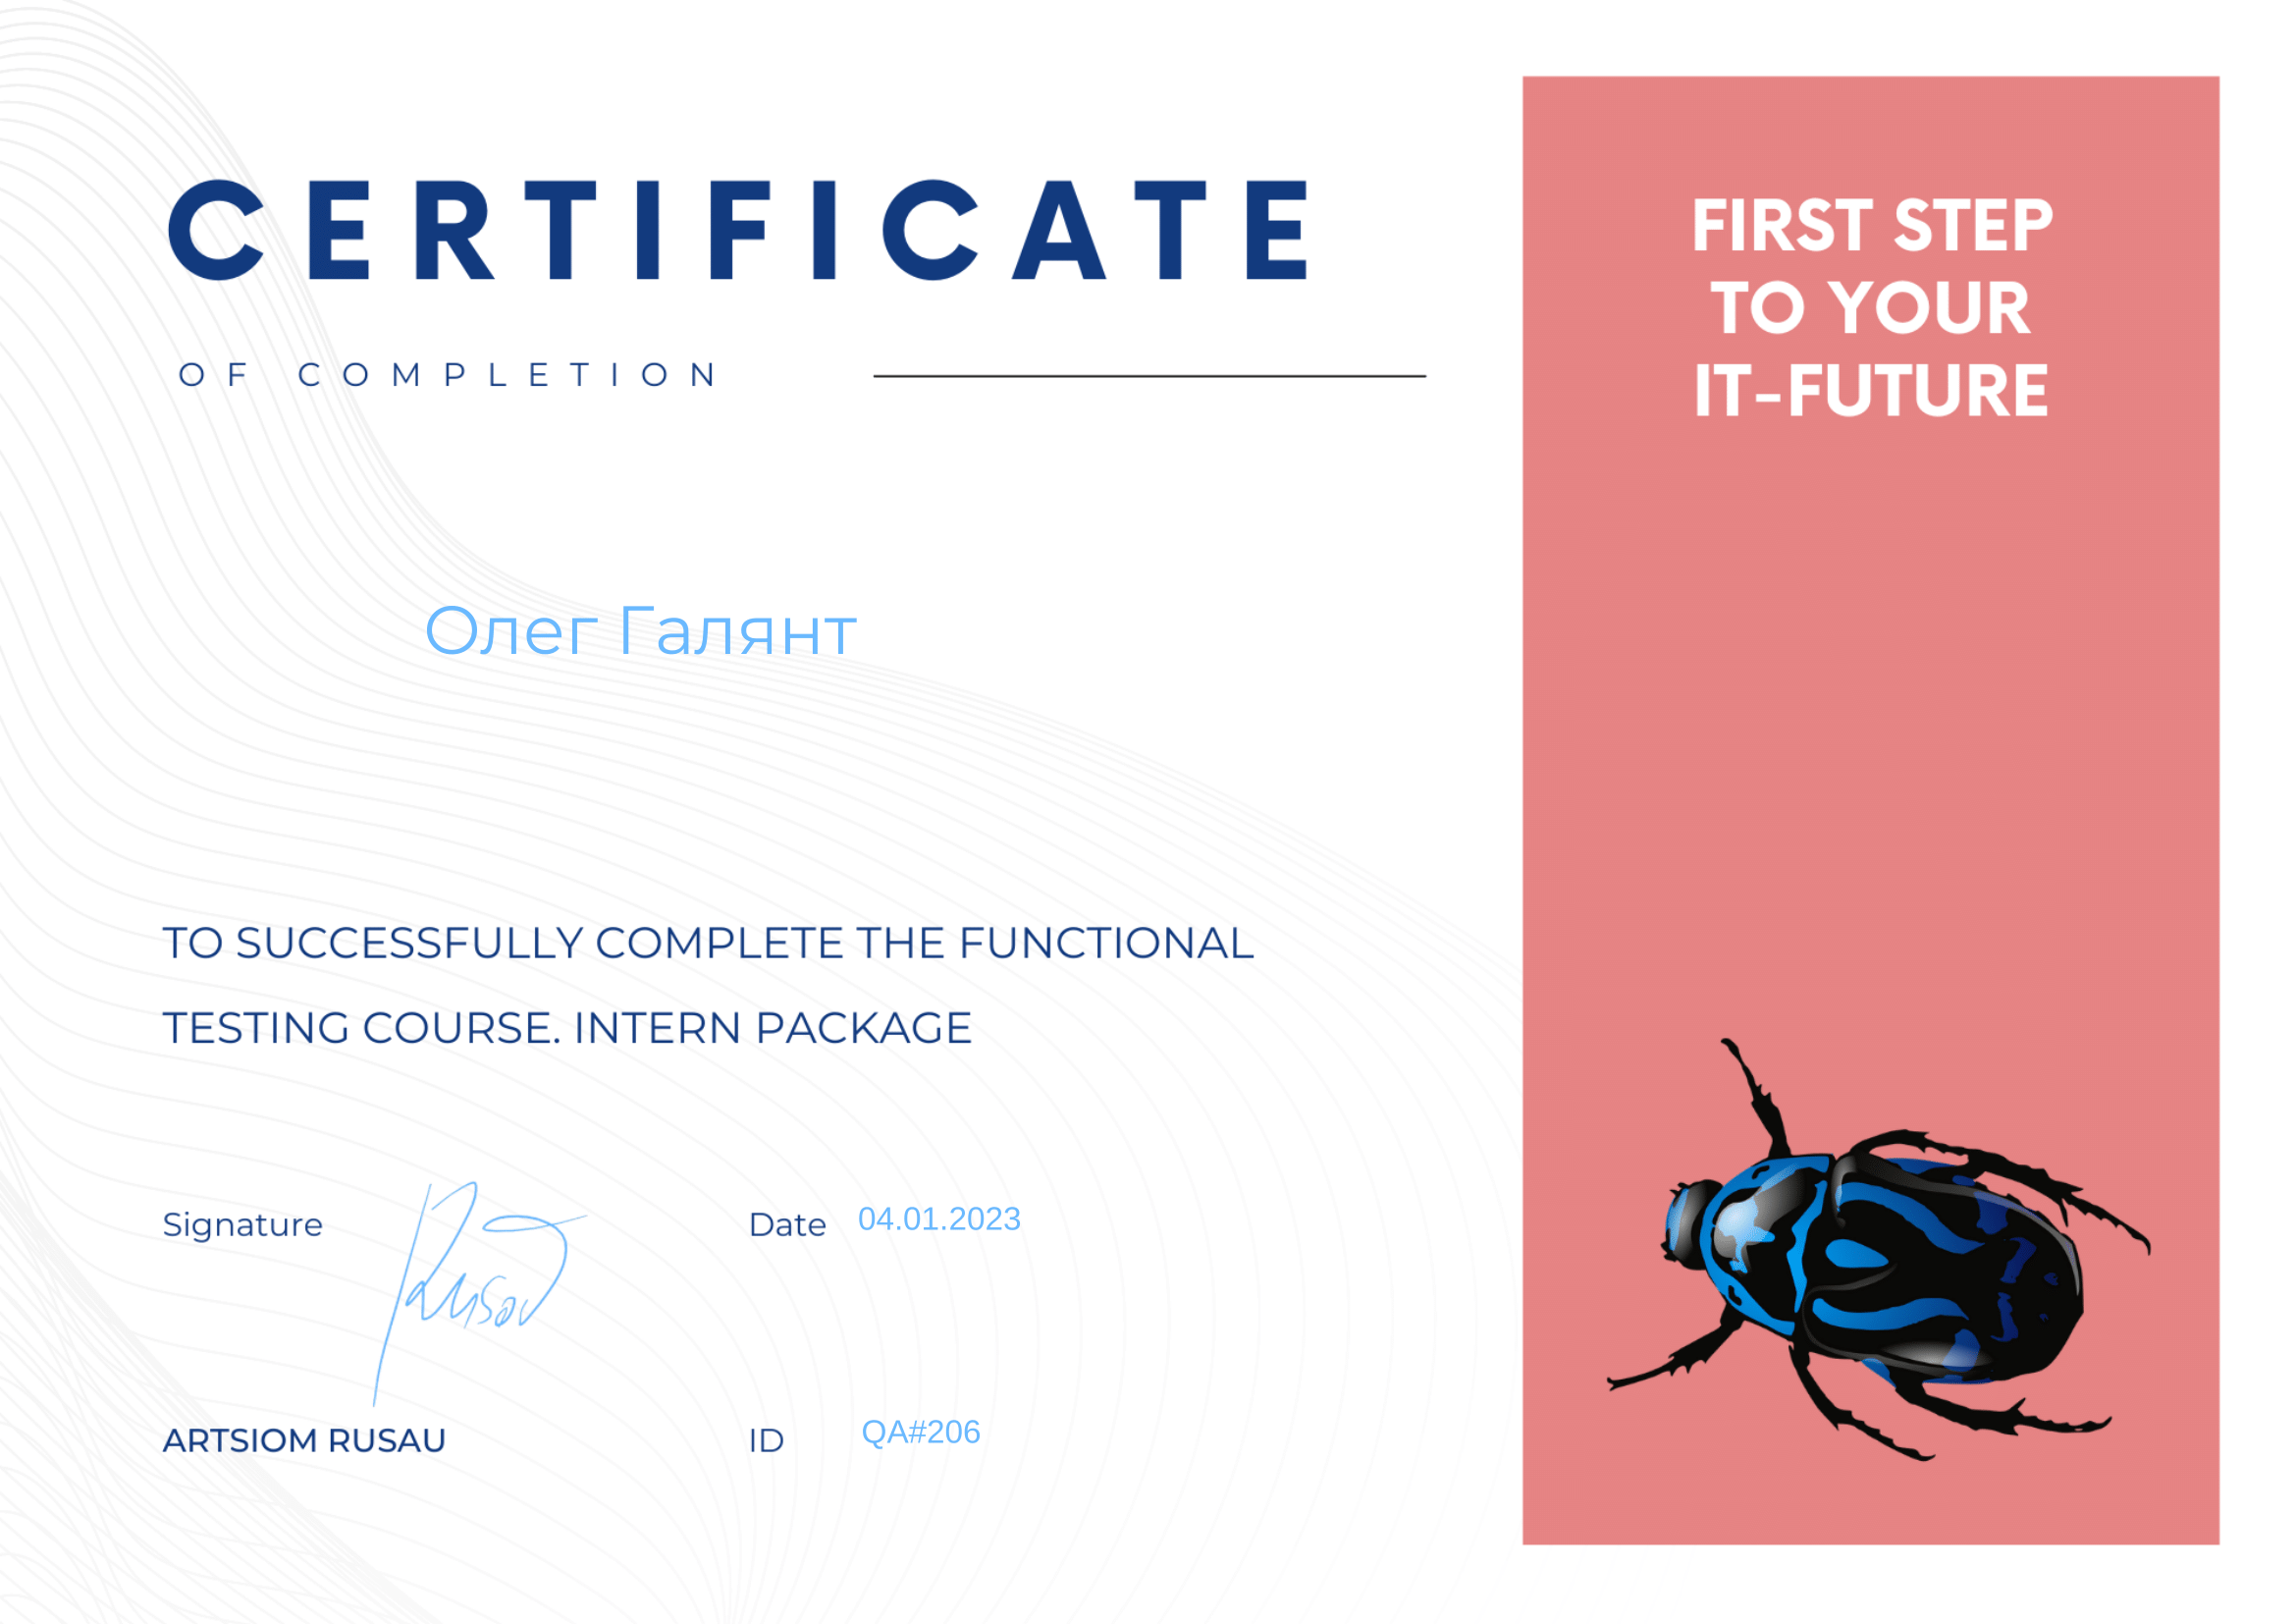 CERTIFICATE
OF COMPLETION
Олег Галянт
TO SUCCESSFULLY COMPLETE THE FUNCTIONAL
TESTING COURSE. INTERN PACKAGE
Signature
Rusau
Date 04.01.2023
ARTSIOM RUSAU
ID QA#206
FIRST STEP
TO YOUR
IT-FUTURE